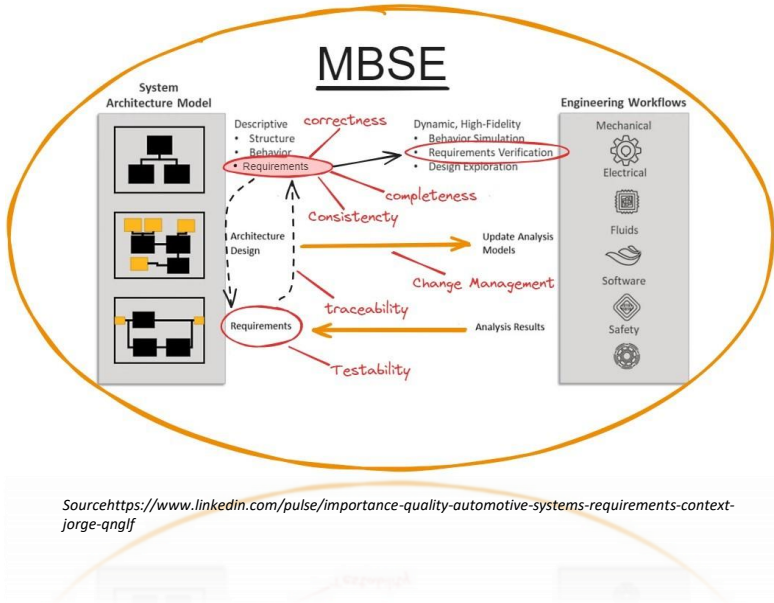 MBSE
System
Architecture Model
Engineering Workflows
Descriptive
• Structure
• Behavior
• Requirements
correctness
Dynamic, High-Fidelity
• Behavior Simulation
• Requirements Verification
• Design Exploration
completeness
Consistencty
Architecture
Design
Update Analysis
Models
Change Management
traceability
Requirements
Analysis Results
Testability
Mechanical
Electrical
Fluids
Software
Safety
Sourcehttps://www.linkedin.com/pulse/importance-quality-automotive-systems-requirements-context-
jorge-qnglf